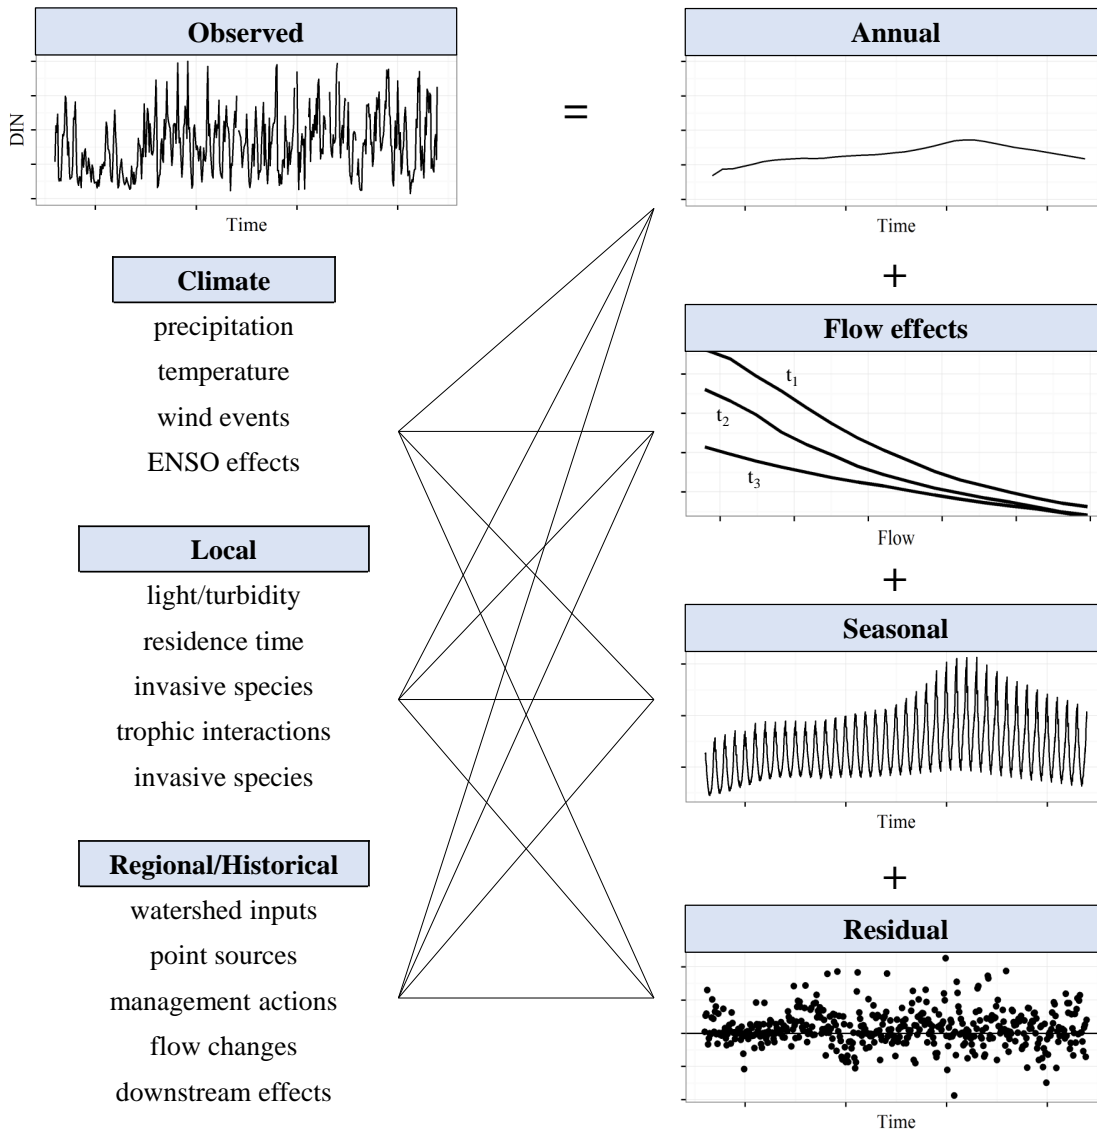 Observed
DIN
Time
=
Annual
Time
+
Climate
precipitation
temperature
wind events
ENSO effects
Flow effects
t1
t2
t3
Flow
+
Local
light/turbidity
residence time
invasive species
trophic interactions
invasive species
Seasonal
Time
+
Regional/Historical
watershed inputs
point sources
management actions
flow changes
downstream effects
Residual
Time